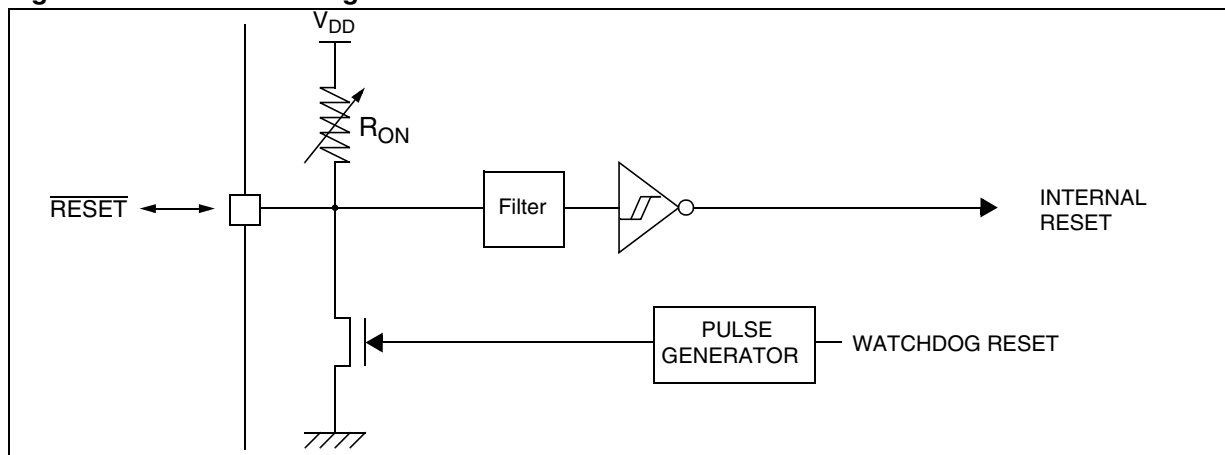 V_DD
R_ON
RESET
Filter
INTERNAL
RESET
PULSE
GENERATOR
WATCHDOG RESET